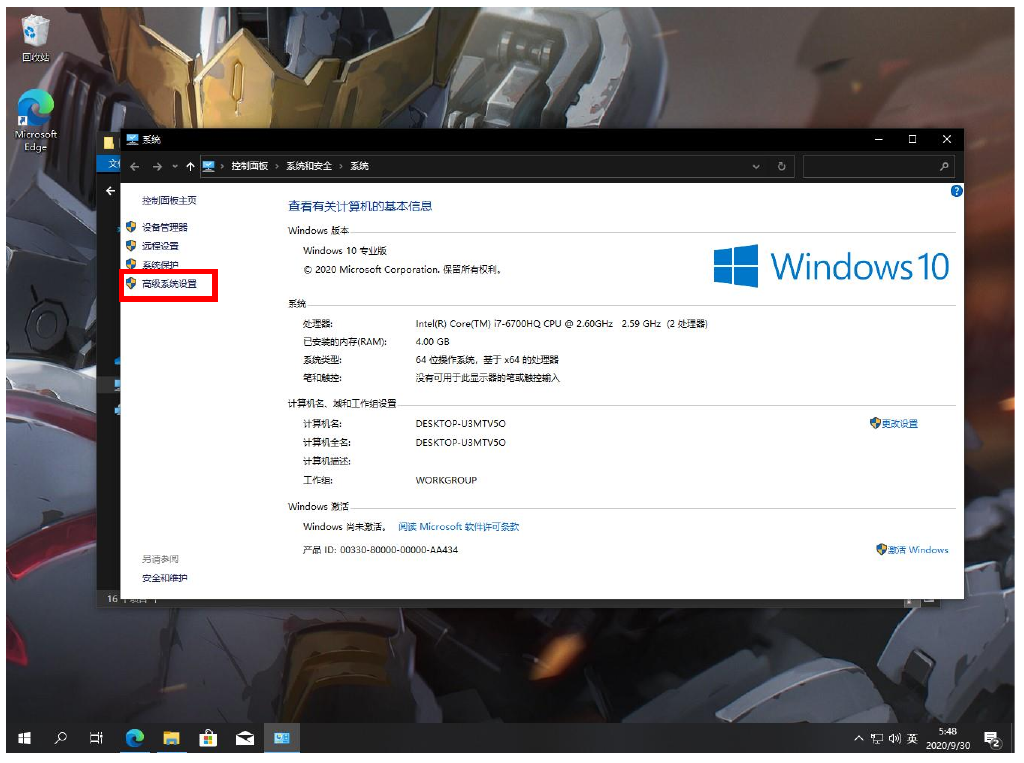 回收站
Microsoft
Edge
系统
控制面板
系统和安全
系统
控制面板主页
设备管理器
远程设置
系统保护
高级系统设置
查看有关计算机的基本信息
Windows 版本
Windows 10 专业版
© 2020 Microsoft Corporation. 保留所有权利。
Windows 10
系统
处理器: Intel(R) Core(TM) i7-6700HQ CPU @ 2.60GHz 2.59 GHz (2 处理器)
已安装的内存(RAM): 4.00 GB
系统类型: 64 位操作系统, 基于 x64 的处理器
笔和触控: 没有可用于此显示器的笔或触控输入
计算机名、域和工作组设置
计算机名: DESKTOP-U3MTV5O
更改设置
计算机全名: DESKTOP-U3MTV5O
计算机描述:
工作组: WORKGROUP
Windows 激活
Windows 尚未激活。 阅读 Microsoft 软件许可条款
产品 ID: 00330-80000-00000-AA434
激活 Windows
另请参阅
安全和维护
英
5:48
2020/9/30
2